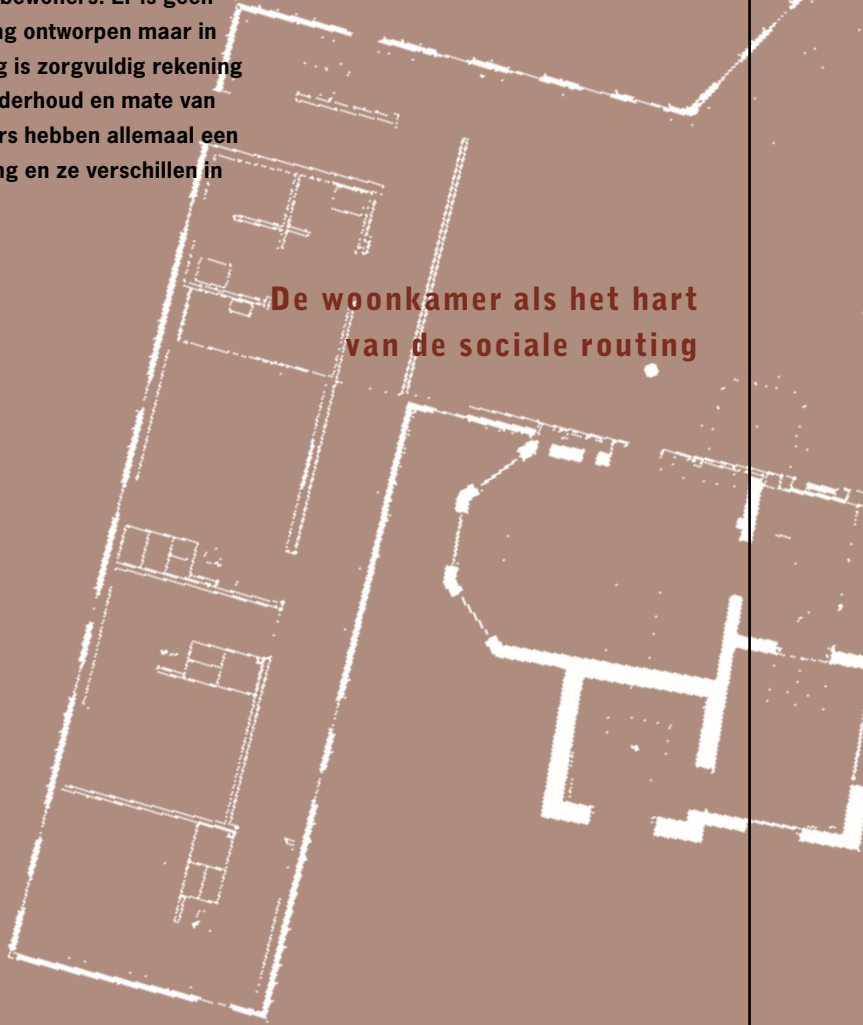 bewoners. Er is geen
ng ontworpen maar in
g is zorgvuldig rekening
derhoud en mate van
rs hebben allemaal een
ng en ze verschillen in
De woonkamer als het hart
van de sociale routing